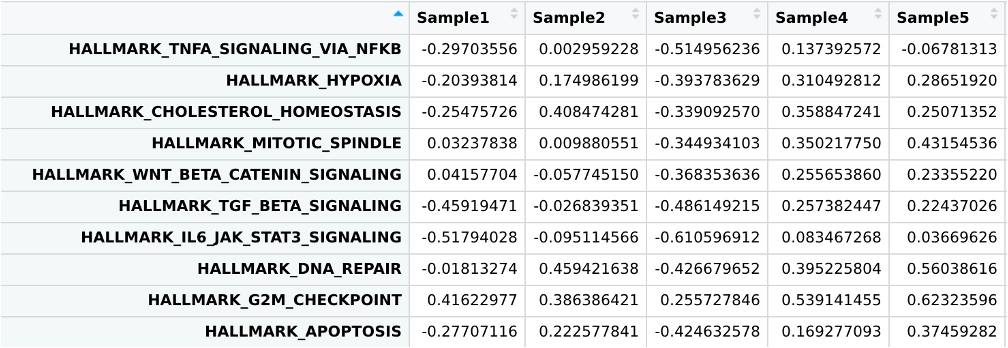 Sample1 Sample2 Sample3 Sample4 Sample5
HALLMARK_TNFA_SIGNALING_VIA_NFKB -0.29703556 0.002959228 -0.514956236 0.137392572 -0.06781313
HALLMARK_HYPOXIA -0.20393814 0.174986199 -0.393783629 0.310492812 0.28651920
HALLMARK_CHOLESTEROL_HOMEOSTASIS -0.25475726 0.408474281 -0.339092570 0.358847241 0.25071352
HALLMARK_MITOTIC_SPINDLE 0.03237838 0.009880551 -0.344934103 0.350217750 0.43154536
HALLMARK_WNT_BETA_CATENIN_SIGNALING 0.04157704 -0.057745150 -0.368353636 0.255653860 0.23355220
HALLMARK_TGF_BETA_SIGNALING -0.45919471 -0.026839351 -0.486149215 0.257382447 0.22437026
HALLMARK_IL6_JAK_STAT3_SIGNALING -0.51794028 -0.095114566 -0.610596912 0.083467268 0.03669626
HALLMARK_DNA_REPAIR -0.01813274 0.459421638 -0.426679652 0.395225804 0.56038616
HALLMARK_G2M_CHECKPOINT 0.41622977 0.386386421 0.255727846 0.539141455 0.62323596
HALLMARK_APOPTOSIS -0.27707116 0.222577841 -0.424632578 0.169277093 0.37459282